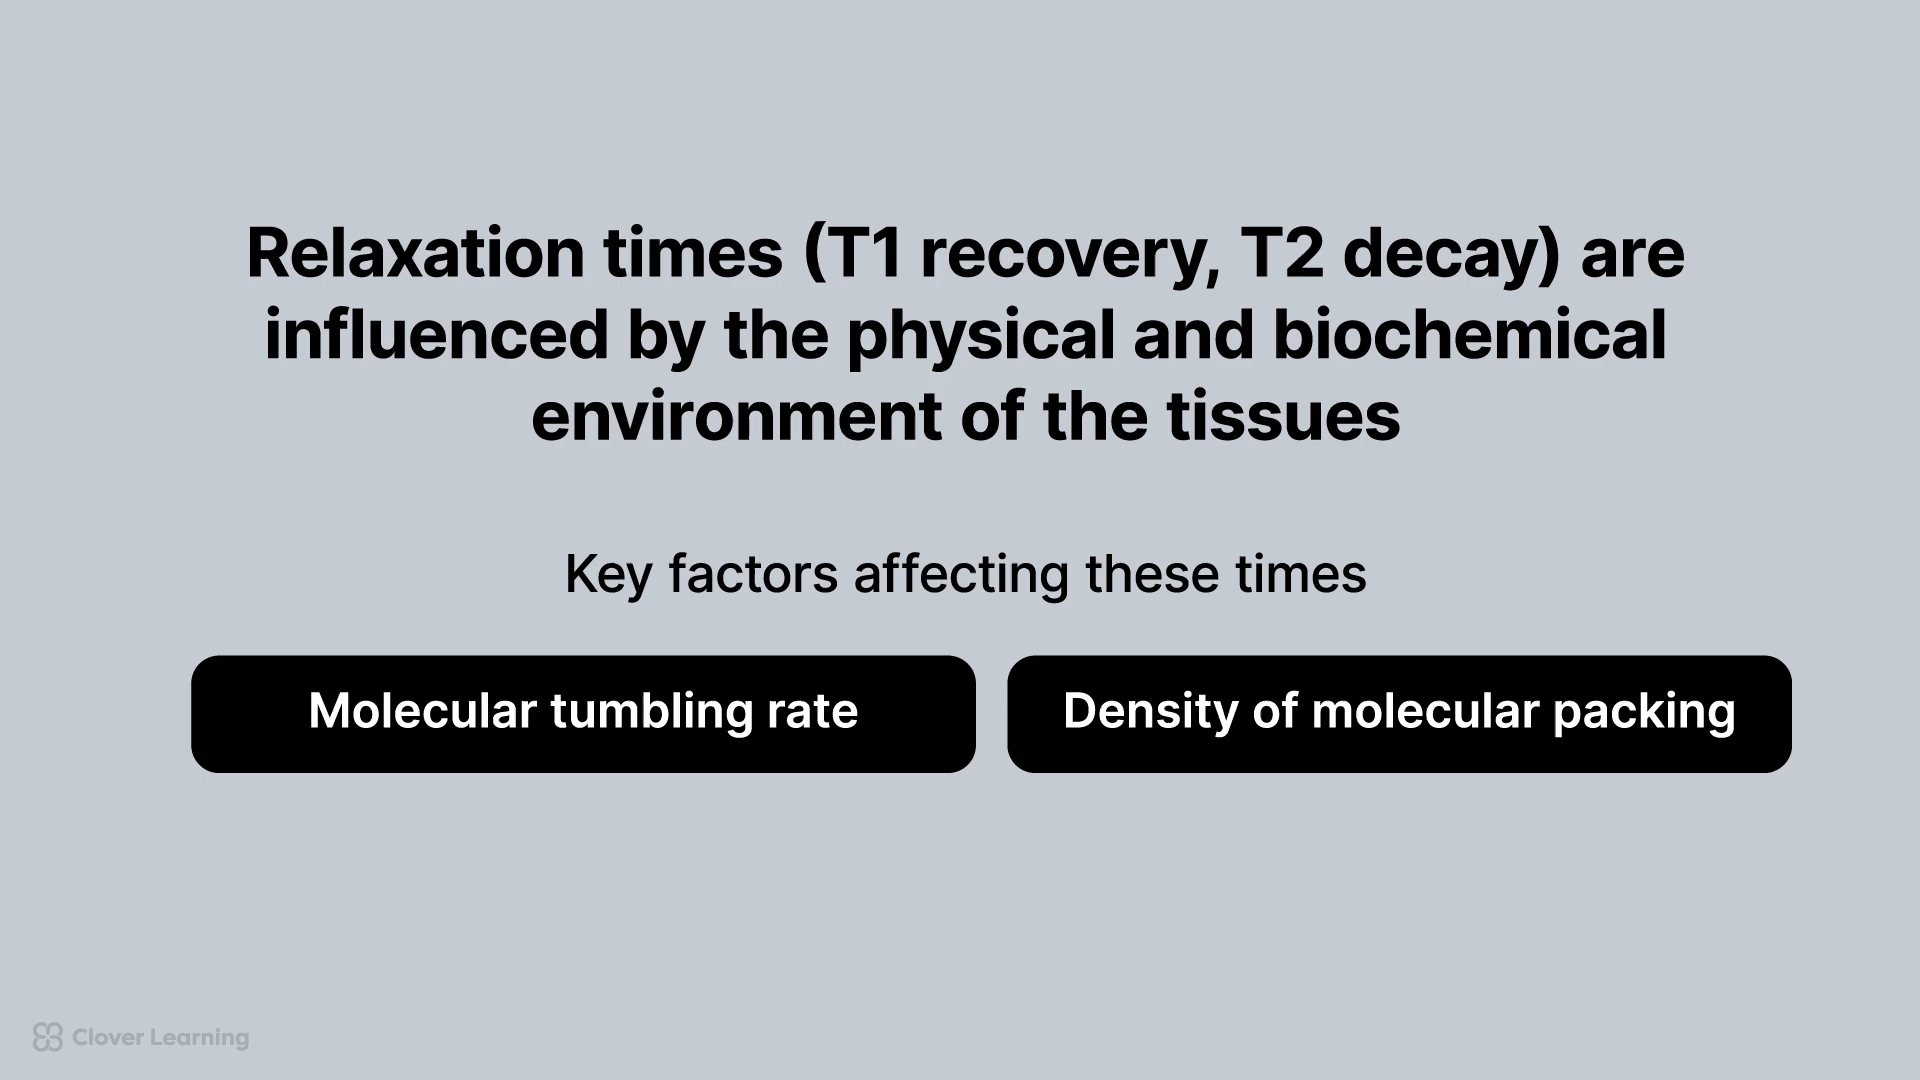 Relaxation times (T1 recovery, T2 decay) are
influenced by the physical and biochemical
environment of the tissues
Key factors affecting these times
Molecular tumbling rate
Density of molecular packing
Clover Learning